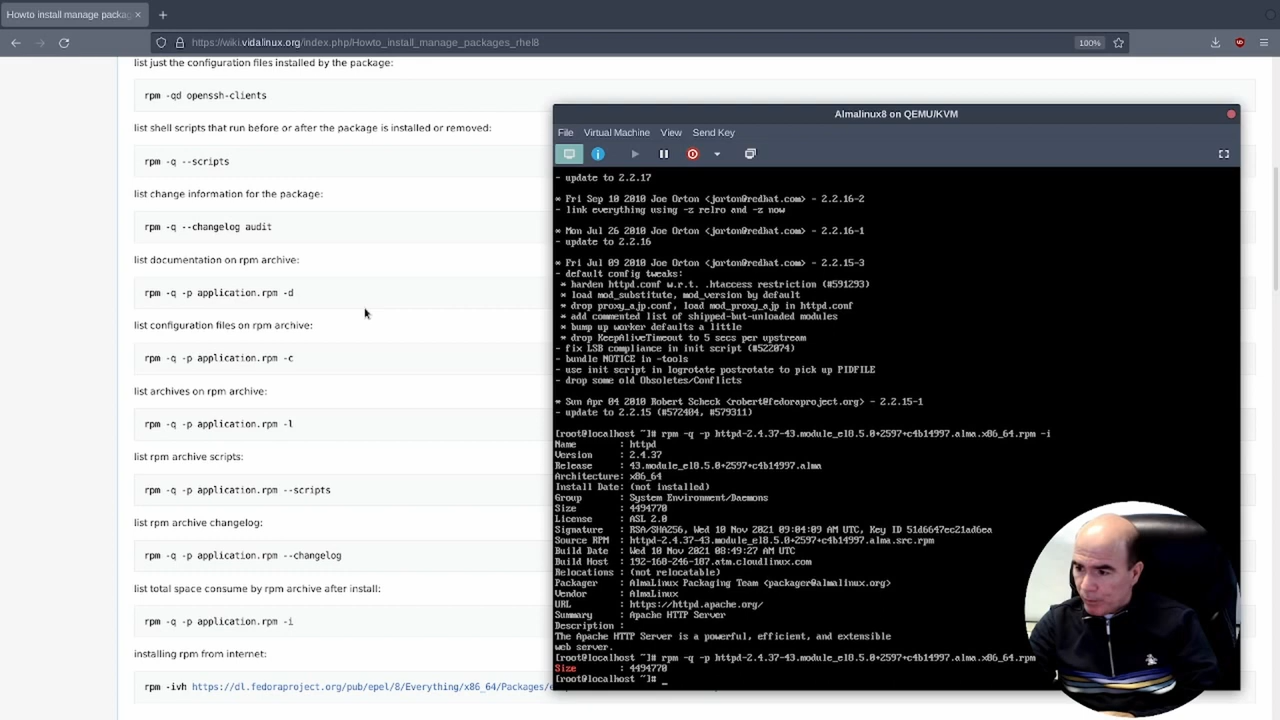 Howto install manage packag
https://wiki.vidalinux.org/index.php/Howto_install_manage_packages_rhel8
100%
list just the configuration files installed by the package:
rpm -qd openssh-clients
list shell scripts that run before or after the package is installed or removed:
rpm -q --scripts
list change information for the package:
rpm -q --changelog audit
list documentation on rpm archive:
rpm -q -p application.rpm -d
list configuration files on rpm archive:
rpm -q -p application.rpm -c
list archives on rpm archive:
rpm -q -p application.rpm -l
list rpm archive scripts:
rpm -q -p application.rpm --scripts
list rpm archive changelog:
rpm -q -p application.rpm --changelog
list total space consume by rpm archive after install:
rpm -q -p application.rpm -i
installing rpm from internet:
rpm -ivh https://dl.fedoraproject.org/pub/epel/8/Everything/x86_64/Packages/
Almalinux8 on QEMU/KVM
File Virtual Machine View Send Key
- update to 2.2.17
* Fri Sep 10 2010 Joe Orton <jorton@redhat.com> - 2.2.16-2
- link everything using -z relro and -z now
* Mon Jul 26 2010 Joe Orton <jorton@redhat.com> - 2.2.16-1
- update to 2.2.16
* Fri Jul 09 2010 Joe Orton <jorton@redhat.com> - 2.2.15-3
- default config tweaks:
* harden httpd.conf w.r.t. .htaccess restriction (#591293)
* load mod_substitute, mod_version by default
* drop proxy_ajp.conf, load mod_proxy_ajp in httpd.conf
* add commented list of shipped-but-unloaded modules
* bump up worker defaults a little
* drop KeepAliveTimeout to 5 secs per upstream
- fix LSB compliance in init script (#522074)
- bundle NOTICE in -tools
- use init script in logrotate postrotate to pick up PIDFILE
- drop some old Obsoletes/Conflicts
* Sun Apr 04 2010 Robert Scheck <robert@fedoraproject.org> - 2.2.15-1
- update to 2.2.15 (#572404, #579311)
[root@localhost ~]# rpm -q -p httpd-2.4.37-43.module_el8.5.0+2597+c4b14997.alma.x86_64.rpm -i
Name : httpd
Version : 2.4.37
Release : 43.module_el8.5.0+2597+c4b14997.alma
Architecture: x86_64
Install Date: (not installed)
Group : System Environment/Daemons
Size : 4494770
License : ASL 2.0
Signature : RSA/SHA256, Wed 10 Nov 2021 09:04:09 AM UTC, Key ID 51d6647ec21ad6ea
Source RPM : httpd-2.4.37-43.module_el8.5.0+2597+c4b14997.alma.src.rpm
Build Date : Wed 10 Nov 2021 08:49:27 AM UTC
Build Host : 192-168-246-187.atm.cloudlinux.com
Relocations : (not relocatable)
Packager : AlmaLinux Packaging Team <packager@almalinux.org>
Vendor : AlmaLinux
URL : https://httpd.apache.org/
Summary : Apache HTTP Server
Description :
The Apache HTTP Server is a powerful, efficient, and extensible
web server.
[root@localhost ~]# rpm -q -p httpd-2.4.37-43.module_el8.5.0+2597+c4b14997.alma.x86_64.rpm
Size : 4494770
[root@localhost ~]# _